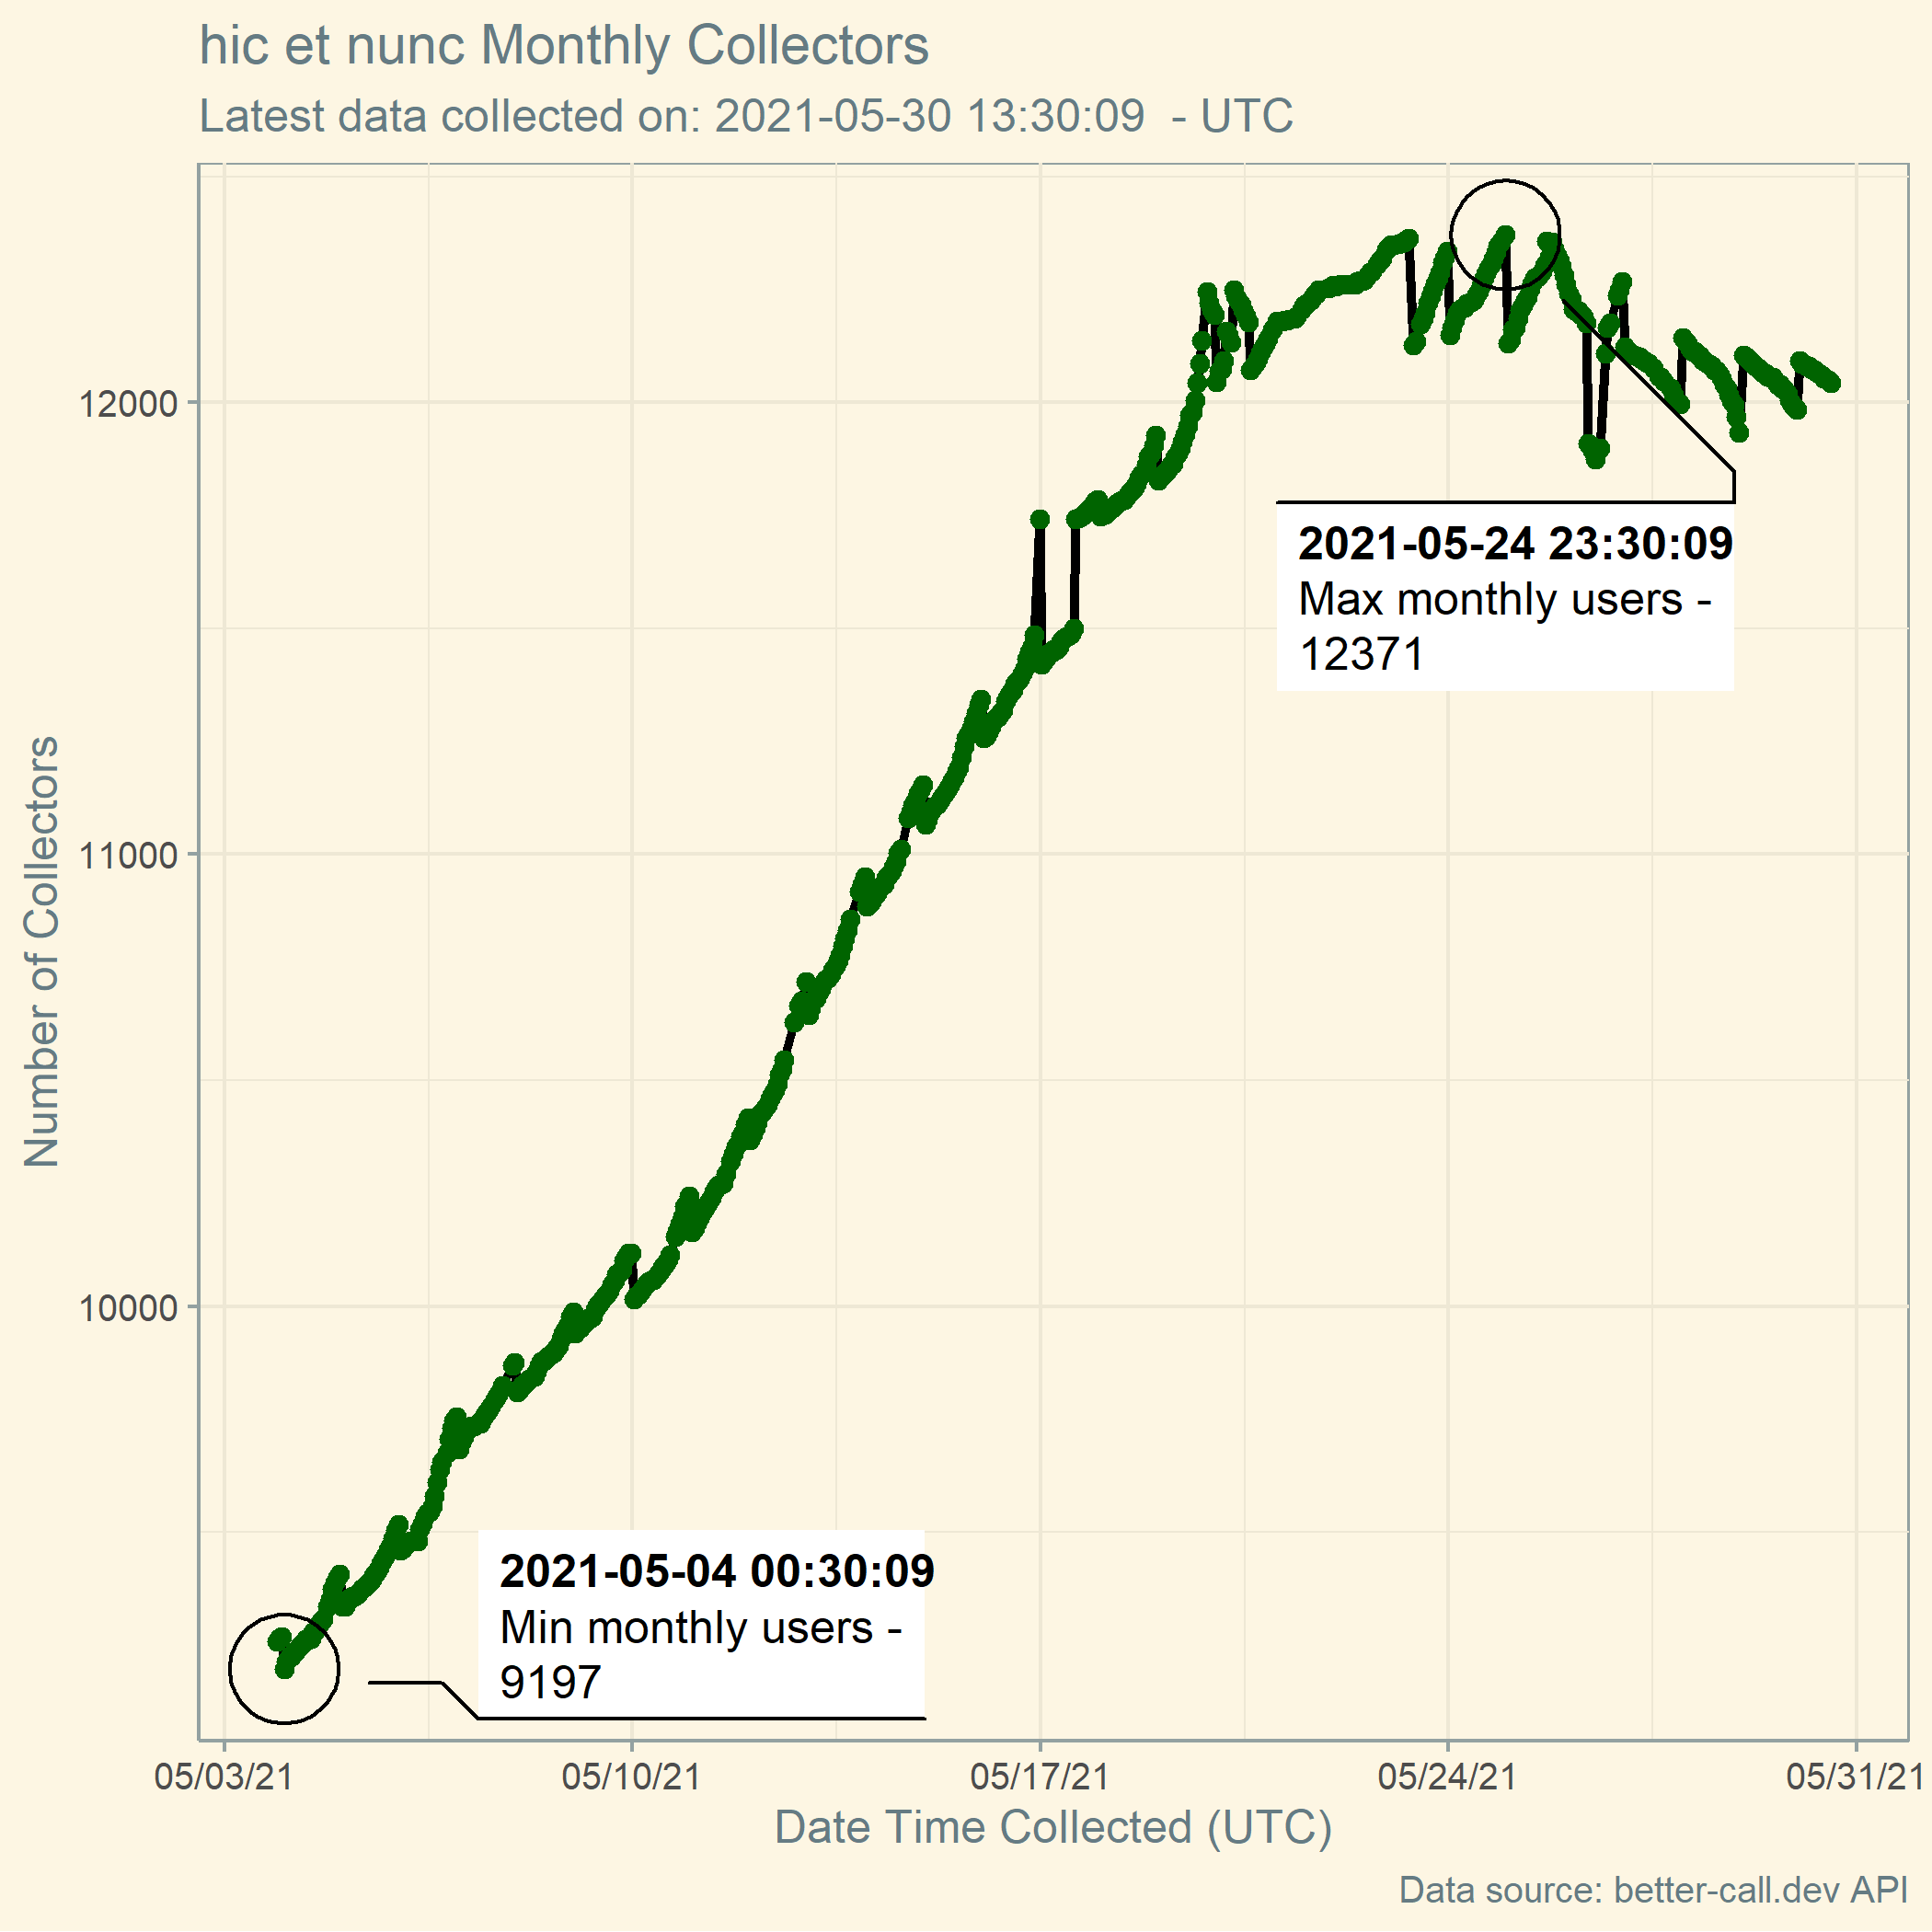 hic et nunc Monthly Collectors
Latest data collected on: 2021-05-30 13:30:09  - UTC
Number of Collectors
12000
11000
10000
2021-05-24 23:30:09
Max monthly users -
12371
2021-05-04 00:30:09
Min monthly users -
9197
05/03/21
05/10/21
05/17/21
05/24/21
05/31/21
Date Time Collected (UTC)
Data source: better-call.dev API